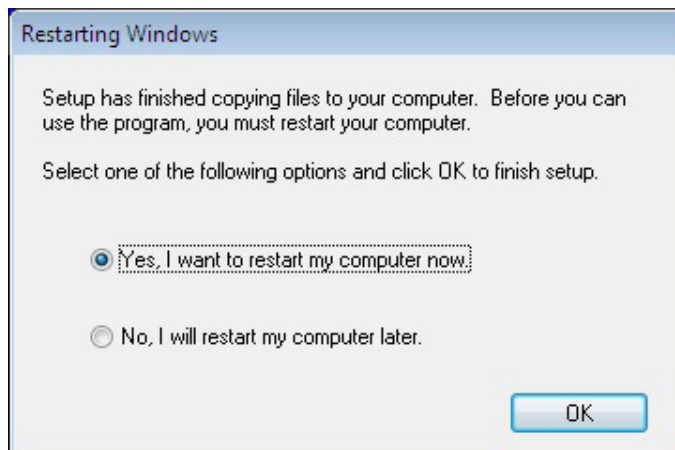 Restarting Windows
Setup has finished copying files to your computer.  Before you can
use the program, you must restart your computer.
Select one of the following options and click OK to finish setup.
Yes, I want to restart my computer now.
No, I will restart my computer later.
OK